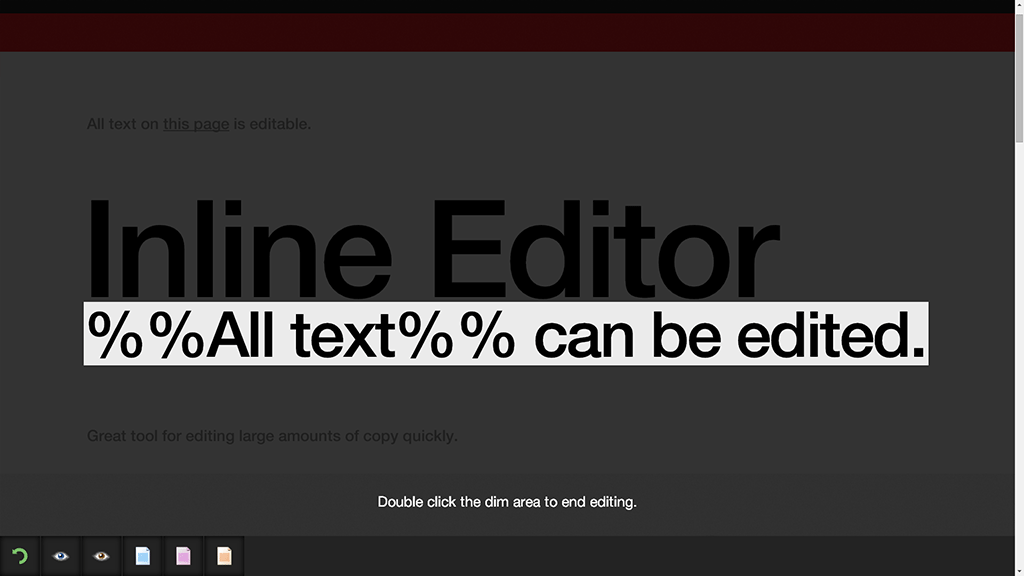 All text on this page is editable.
Inline Editor
%%All text%% can be edited.
Great tool for editing large amounts of copy quickly.
Double click the dim area to end editing.